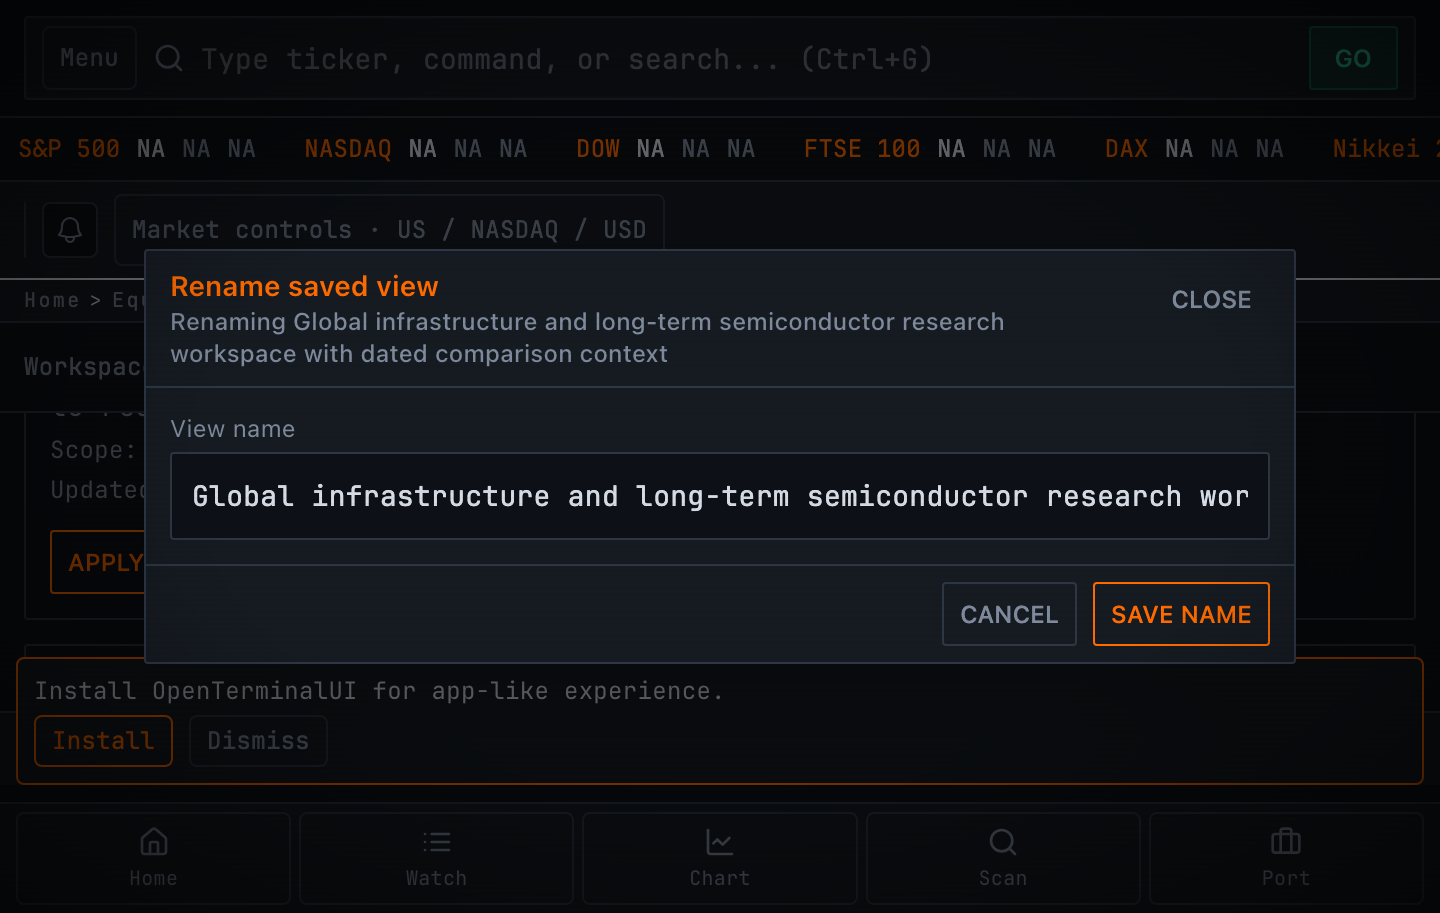 Menu Type ticker, command, or search... (Ctrl+G) GO
S&P 500 NA NA NA NASDAQ NA NA NA DOW NA NA NA FTSE 100 NA NA NA DAX NA NA NA Nikkei
Market controls · US / NASDAQ / USD
Home >
Rename saved view
CLOSE
Renaming Global infrastructure and long-term semiconductor research
workspace with dated comparison context
View name
Global infrastructure and long-term semiconductor research wor
Scope:
APPLY
CANCEL SAVE NAME
Install OpenTerminalUI for app-like experience.
Install Dismiss
Home Watch Chart Scan Port